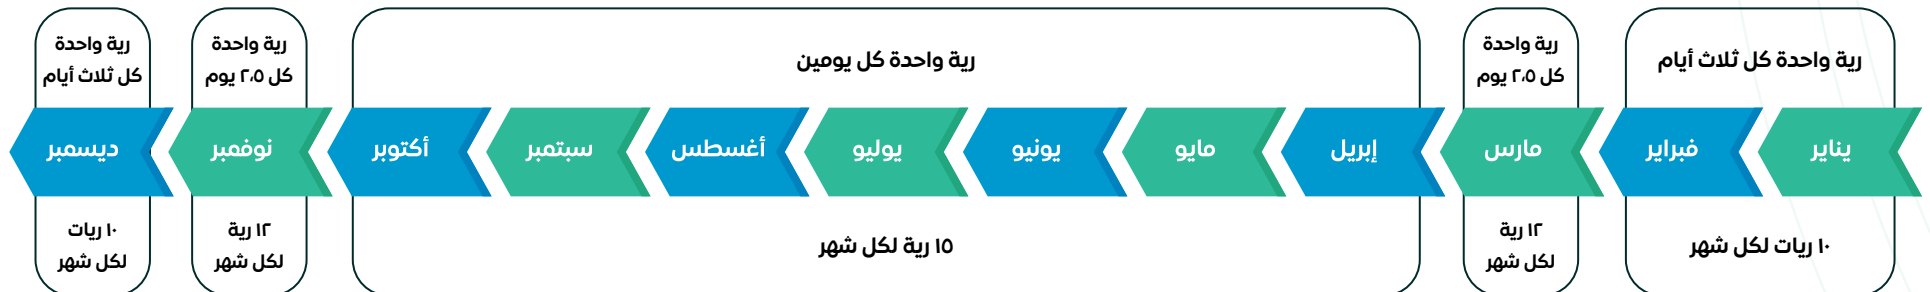 رية واحدة كل ثلاث أيام
رية واحدة
كل ٢،٥ يوم
رية واحدة كل يومين
رية واحدة
كل ٢،٥ يوم
رية واحدة
كل ثلاث أيام
يناير
فبراير
مارس
إبريل
مايو
يونيو
يوليو
أغسطس
سبتمبر
أكتوبر
نوفمبر
ديسمبر
١٠ ريات لكل شهر
١٢ رية
لكل شهر
١٥ رية لكل شهر
١٢ رية
لكل شهر
١٠ ريات
لكل شهر